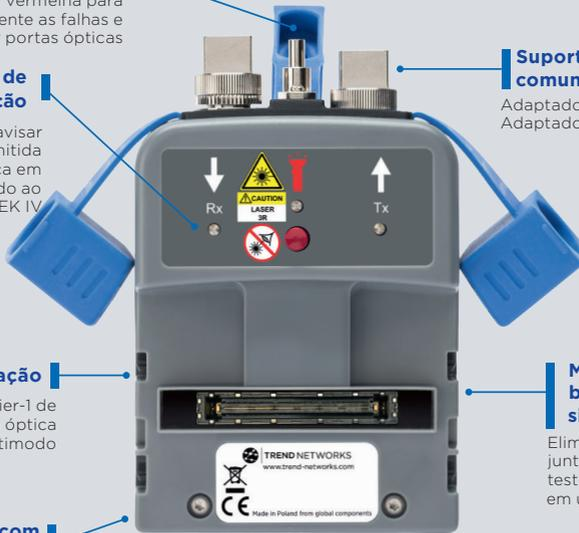 vermelha para
ente as falhas e
portas ópticas
de
ção
avisar
mitida
ca em
do ao
EK IV
Suport
comun
Adaptado
Adaptado
Rx
CAUTION
LASER
3R
Tx
ação
ier-1 de
óptica
timodo
M
b
si
Elim
junt
test
em u
TREND NETWORKS
www.trend-networks.com
CE
Made in Poland from global components
com